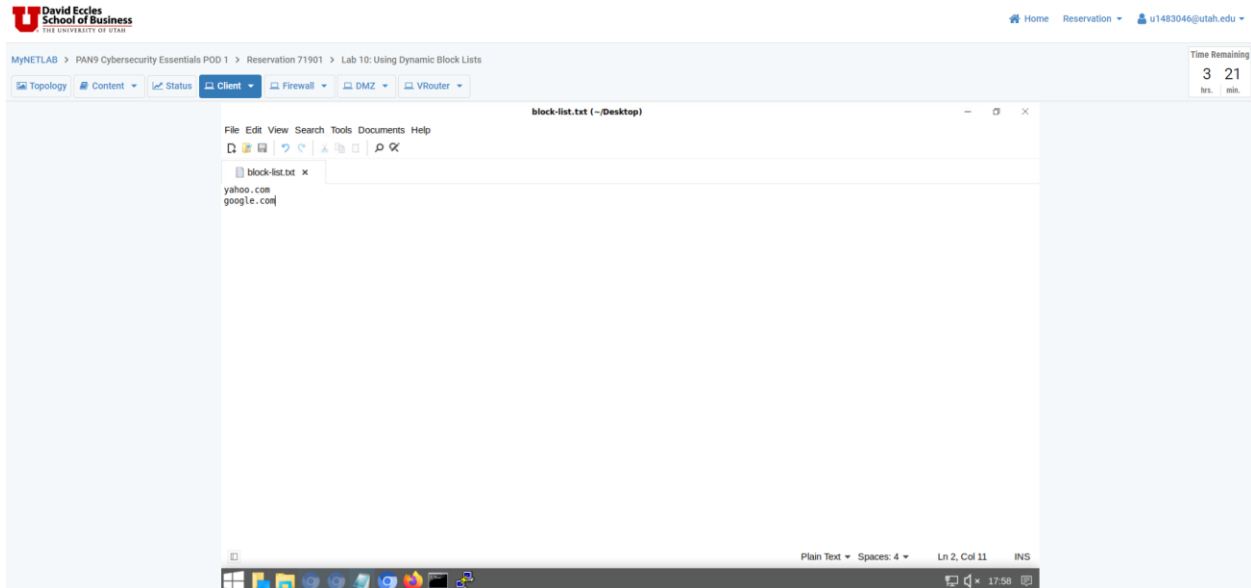 David Eccles
School of Business
THE UNIVERSITY OF UTAH
Home Reservation u1483046@utah.edu
MyNETLAB > PAN9 Cybersecurity Essentials POD 1 > Reservation 71901 > Lab 10: Using Dynamic Block Lists
Time Remaining
3 21
hrs. min.
Topology Content Status Client Firewall DMZ VRouter
block-list.txt (~/Desktop)
File Edit View Search Tools Documents Help
block-list.txt
yahoo.com
google.com
Plain Text Spaces: 4 Ln 2, Col 11 INS
17:58